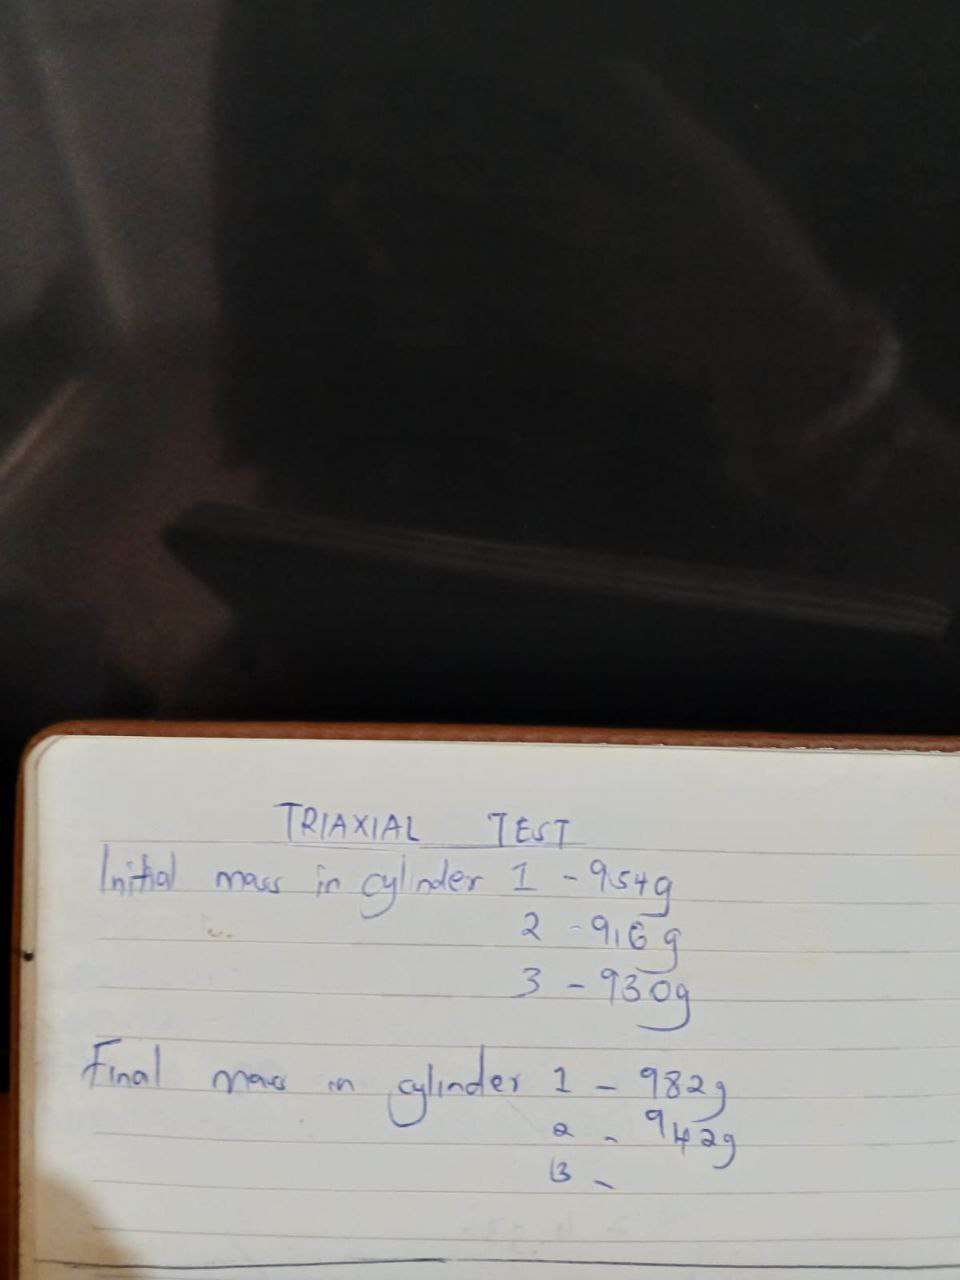 TRIAXIAL TEST
Initial mass in cylinder 1 - 954g
2 - 916g
3 - 930g
Final mass in cylinder 1 - 982g
2 - 942g
3 -